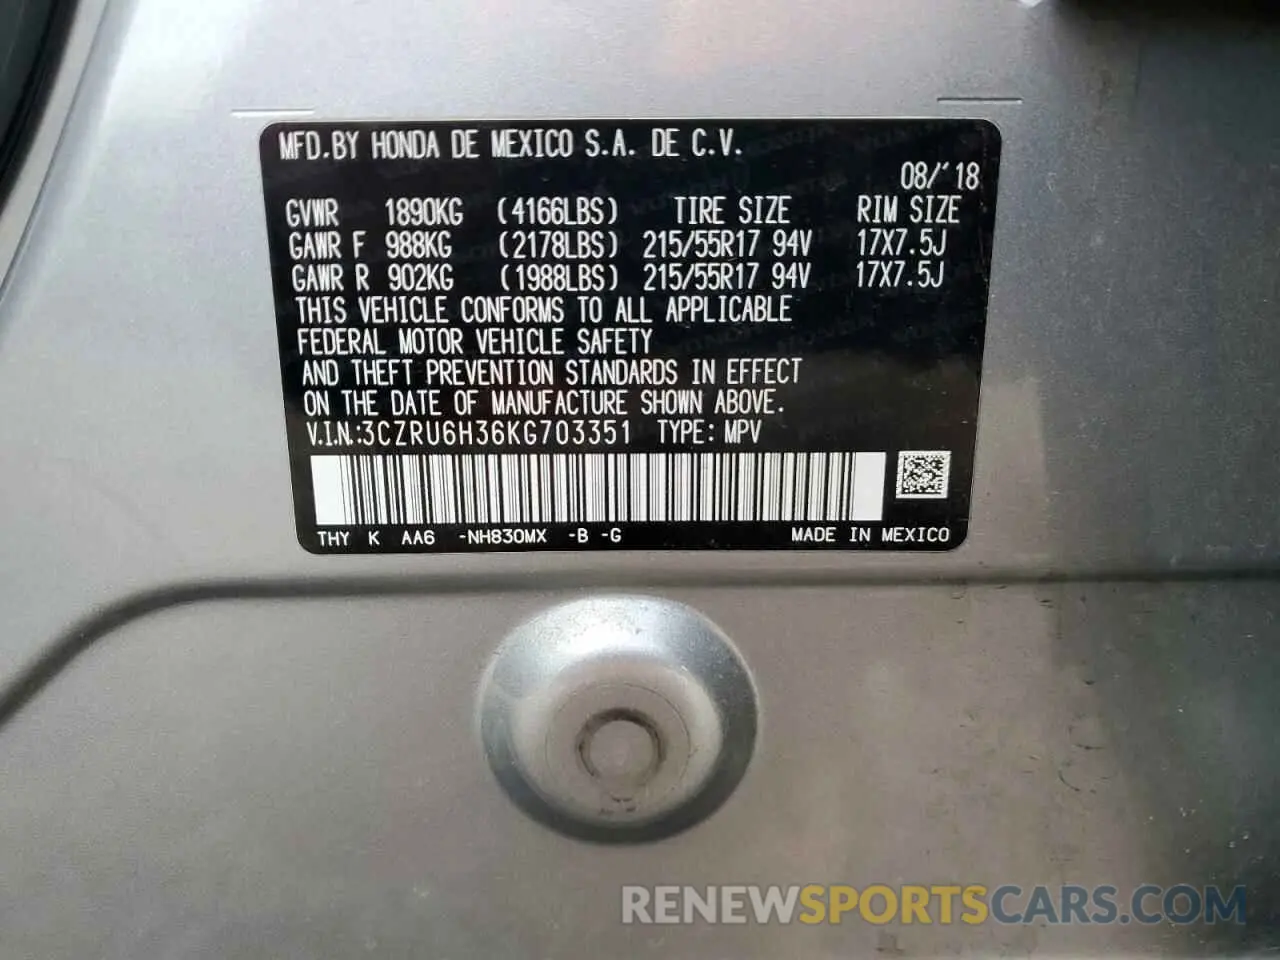 MFD.BY HONDA DE MEXICO S.A. DE C.V.
08/'18
GVWR 1890KG (4166LBS) TIRE SIZE RIM SIZE
GAWR F 988KG (2178LBS) 215/55R17 94V 17X7.5J
GAWR R 902KG (1988LBS) 215/55R17 94V 17X7.5J
THIS VEHICLE CONFORMS TO ALL APPLICABLE
FEDERAL MOTOR VEHICLE SAFETY
AND THEFT PREVENTION STANDARDS IN EFFECT
ON THE DATE OF MANUFACTURE SHOWN ABOVE.
V.I.N.:3CZRU6H36KG703351 TYPE: MPV
THY K AA6 -NH830MX -B -G MADE IN MEXICO
RENEWSPORTSCARS.COM